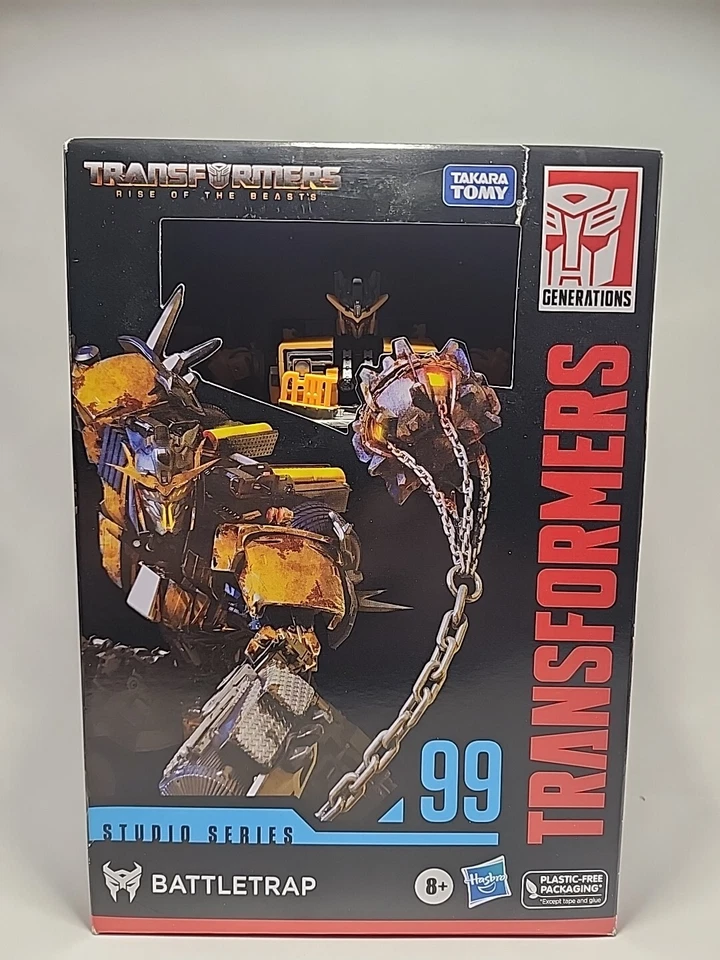 TRANSFORMERS
RISE OF THE BEASTS
TAKARA
TOMY
GENERATIONS
TRANSFORMERS
99
STUDIO SERIES
BATTLETRAP
8+
Hasbro
PLASTIC-FREE
PACKAGING*
*Except tape and glue